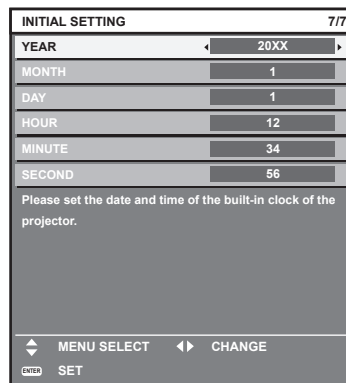 INITIAL SETTING 7/7
YEAR 20XX
MONTH 1
DAY 1
HOUR 12
MINUTE 34
SECOND 56
Please set the date and time of the built-in clock of the
projector.
MENU SELECT CHANGE
ENTER SET